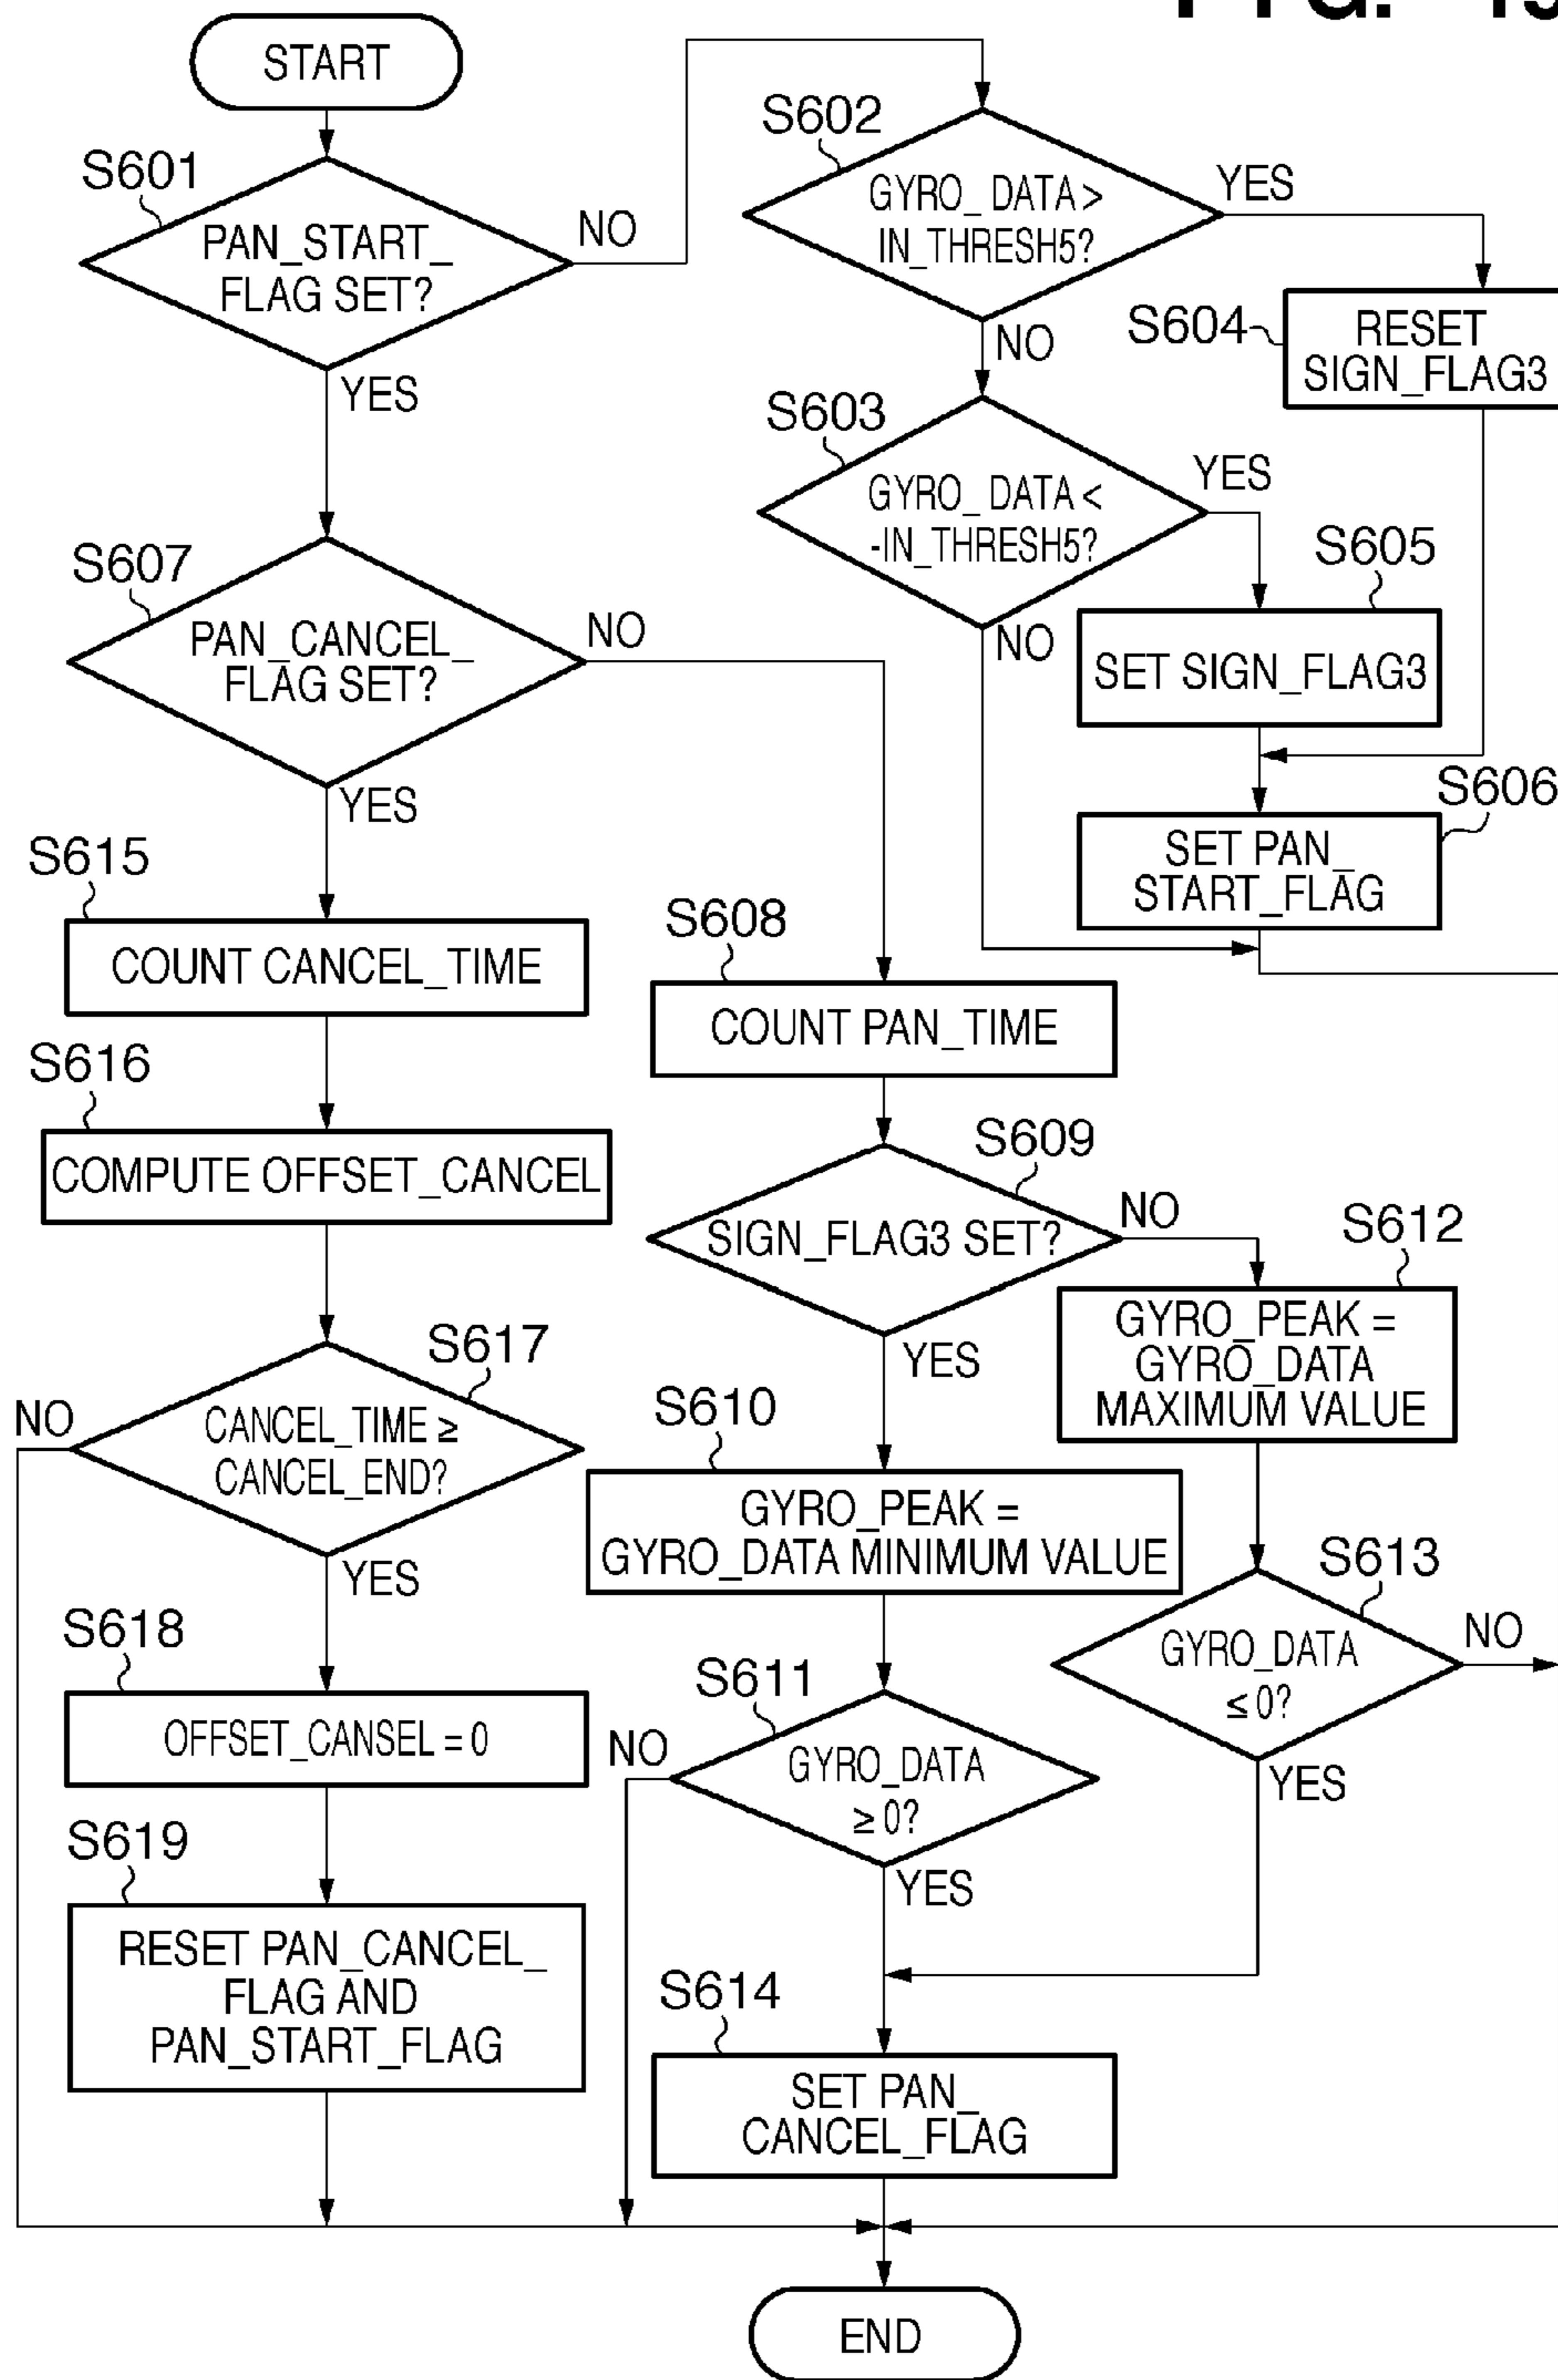 START
S601
PAN_START_
FLAG SET?
NO
YES
S602
GYRO_DATA >
IN_THRESH5?
YES
NO
S604
RESET
SIGN_FLAG3
S603
GYRO_DATA <
-IN_THRESH5?
YES
NO
S605
SET SIGN_FLAG3
S606
SET PAN_
START_FLAG
S607
PAN_CANCEL_
FLAG SET?
NO
YES
S615
COUNT CANCEL_TIME
S616
COMPUTE OFFSET_CANCEL
S617
CANCEL_TIME ≥
CANCEL_END?
NO
YES
S618
OFFSET_CANSEL = 0
S619
RESET PAN_CANCEL_
FLAG AND
PAN_START_FLAG
S608
COUNT PAN_TIME
S609
SIGN_FLAG3 SET?
NO
YES
S612
GYRO_PEAK =
GYRO_DATA
MAXIMUM VALUE
S610
GYRO_PEAK =
GYRO_DATA MINIMUM VALUE
S613
GYRO_DATA
≤ 0?
NO
YES
S611
GYRO_DATA
≥ 0?
NO
YES
S614
SET PAN_
CANCEL_FLAG
END